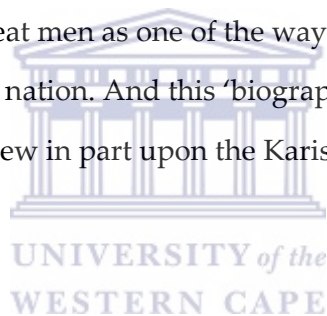 eat men as one of the way
nation. And this ‘biograp
ew in part upon the Karis
UNIVERSITY of the
WESTERN CAPE